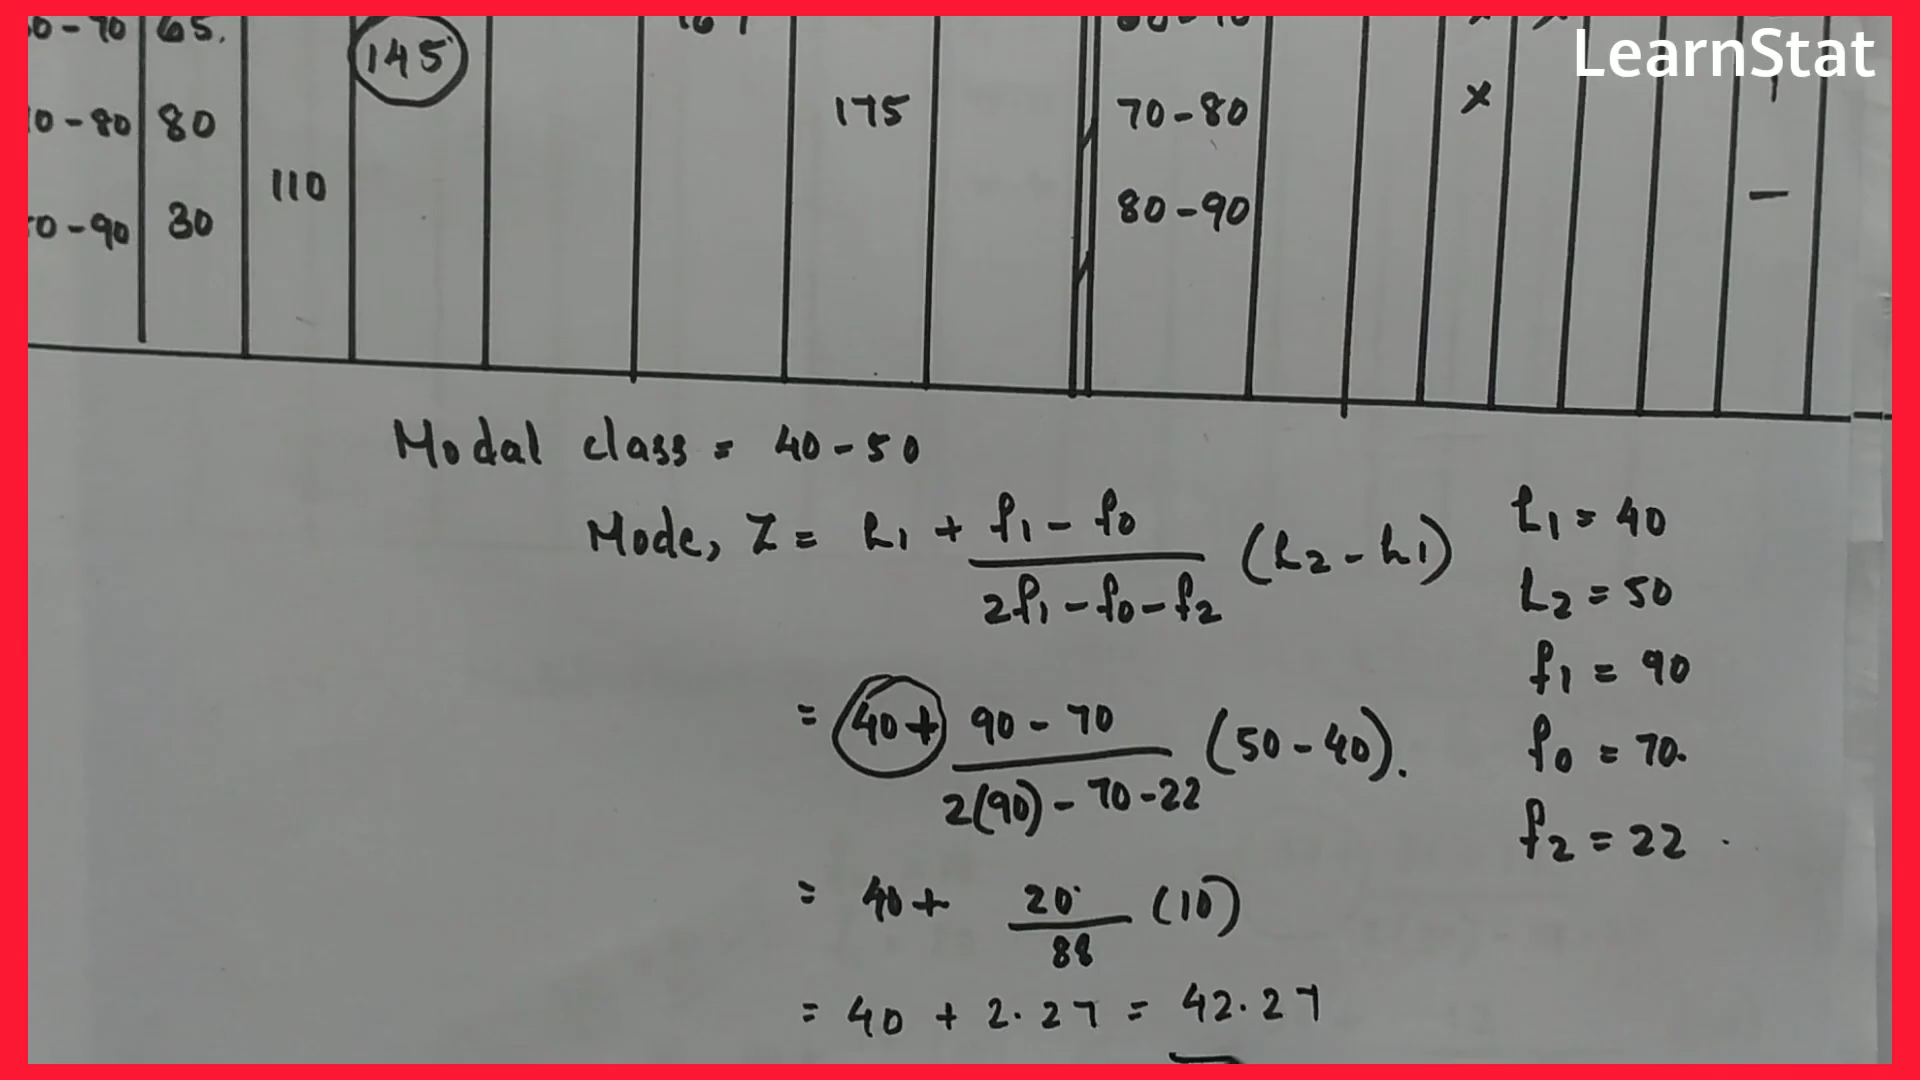 LearnStat
65.
145
175
70-80
x
80
110
80-90
-
-90
30
Modal class = 40-50
Mode, Z = L1 + f1 - f0 / 2f1 - f0 - f2 (L2 - L1)
L1 = 40
L2 = 50
f1 = 90
= 40 + 90 - 70 / 2(90) - 70 - 22 (50 - 40).
f0 = 70.
f2 = 22
= 40 + 20 / 88 (10)
= 40 + 2.27 = 42.27